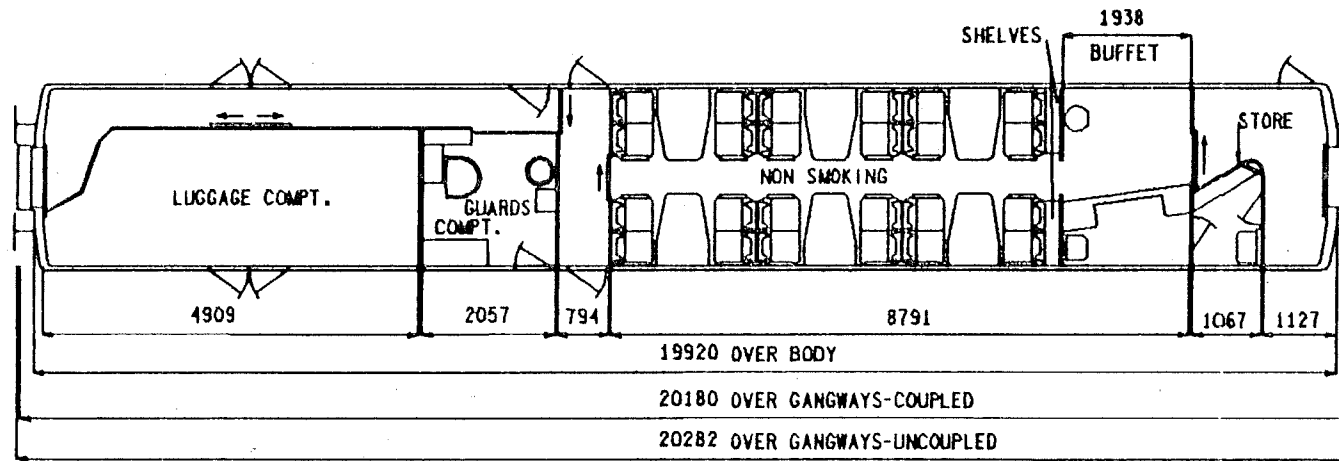 1938
SHELVES
BUFFET
STORE
NON SMOKING
LUGGAGE COMPT.
GUARDS
COMPT.
4909
2057
794
8791
1067
1127
19920 OVER BODY
20180 OVER GANGWAYS-COUPLED
20282 OVER GANGWAYS-UNCOUPLED